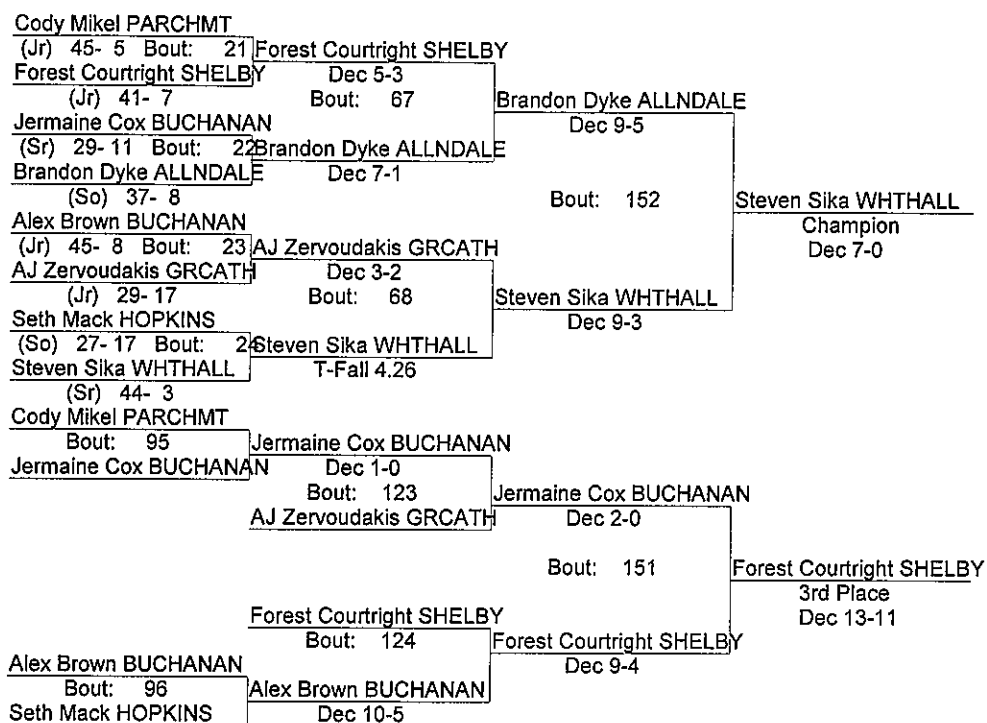 Cody Mikel PARCHMT
(Jr) 45- 5 Bout: 21
Forest Courtright SHELBY
(Jr) 41- 7
Jermaine Cox BUCHANAN
(Sr) 29- 11 Bout: 22
Brandon Dyke ALLNDALE
(So) 37- 8
Alex Brown BUCHANAN
(Jr) 45- 8 Bout: 23
AJ Zervoudakis GRCATH
(Jr) 29- 17
Seth Mack HOPKINS
(So) 27- 17 Bout: 24
Steven Sika WHTHALL
(Sr) 44- 3
Forest Courtright SHELBY
Dec 5-3
Bout: 67
Brandon Dyke ALLNDALE
Dec 7-1
AJ Zervoudakis GRCATH
Dec 3-2
Bout: 68
Steven Sika WHTHALL
T-Fall 4.26
Brandon Dyke ALLNDALE
Dec 9-5
Bout: 152
Steven Sika WHTHALL
Dec 9-3
Steven Sika WHTHALL
Champion
Dec 7-0
Cody Mikel PARCHMT
Bout: 95
Jermaine Cox BUCHANAN
Jermaine Cox BUCHANAN
Dec 1-0
Bout: 123
AJ Zervoudakis GRCATH
Jermaine Cox BUCHANAN
Dec 2-0
Bout: 151
Forest Courtright SHELBY
3rd Place
Dec 13-11
Forest Courtright SHELBY
Bout: 124
Forest Courtright SHELBY
Dec 9-4
Alex Brown BUCHANAN
Bout: 96
Seth Mack HOPKINS
Alex Brown BUCHANAN
Dec 10-5